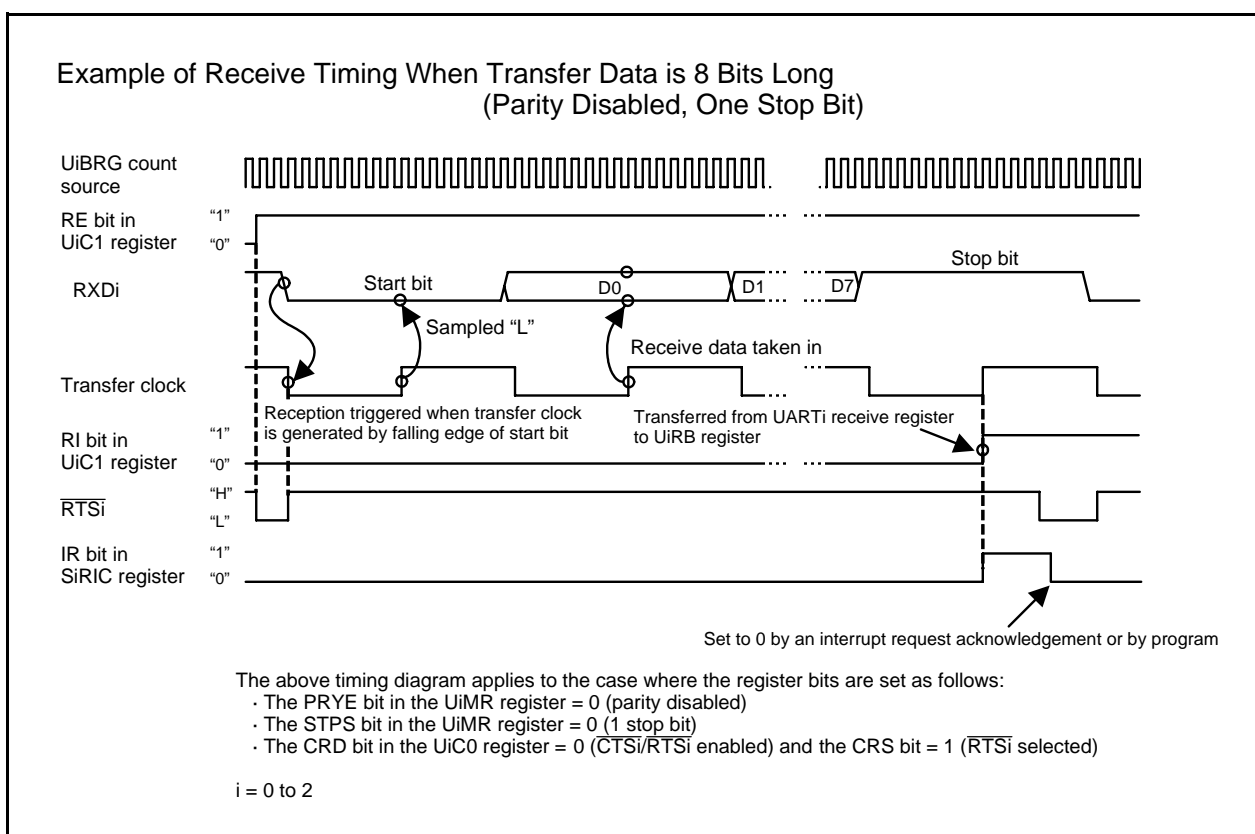 Example of Receive Timing When Transfer Data is 8 Bits Long
(Parity Disabled, One Stop Bit)
UiBRG count
source
RE bit in
UiC1 register
“1”
“0”
RXDi
Start bit
D0
D1
D7
Stop bit
Sampled “L”
Receive data taken in
Transfer clock
Reception triggered when transfer clock
is generated by falling edge of start bit
Transferred from UARTi receive register
to UiRB register
RI bit in
UiC1 register
“1”
“0”
RTSi
“H”
“L”
IR bit in
SiRIC register
“1”
“0”
Set to 0 by an interrupt request acknowledgement or by program
The above timing diagram applies to the case where the register bits are set as follows:
· The PRYE bit in the UiMR register = 0 (parity disabled)
· The STPS bit in the UiMR register = 0 (1 stop bit)
· The CRD bit in the UiC0 register = 0 (CTSi/RTSi enabled) and the CRS bit = 1 (RTSi selected)
i = 0 to 2